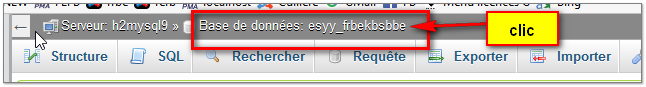 Serveur: h2mysql9 » Base de données: esyy_frbekbsbbe
clic
Structure SQL Rechercher Requête Exporter Importer